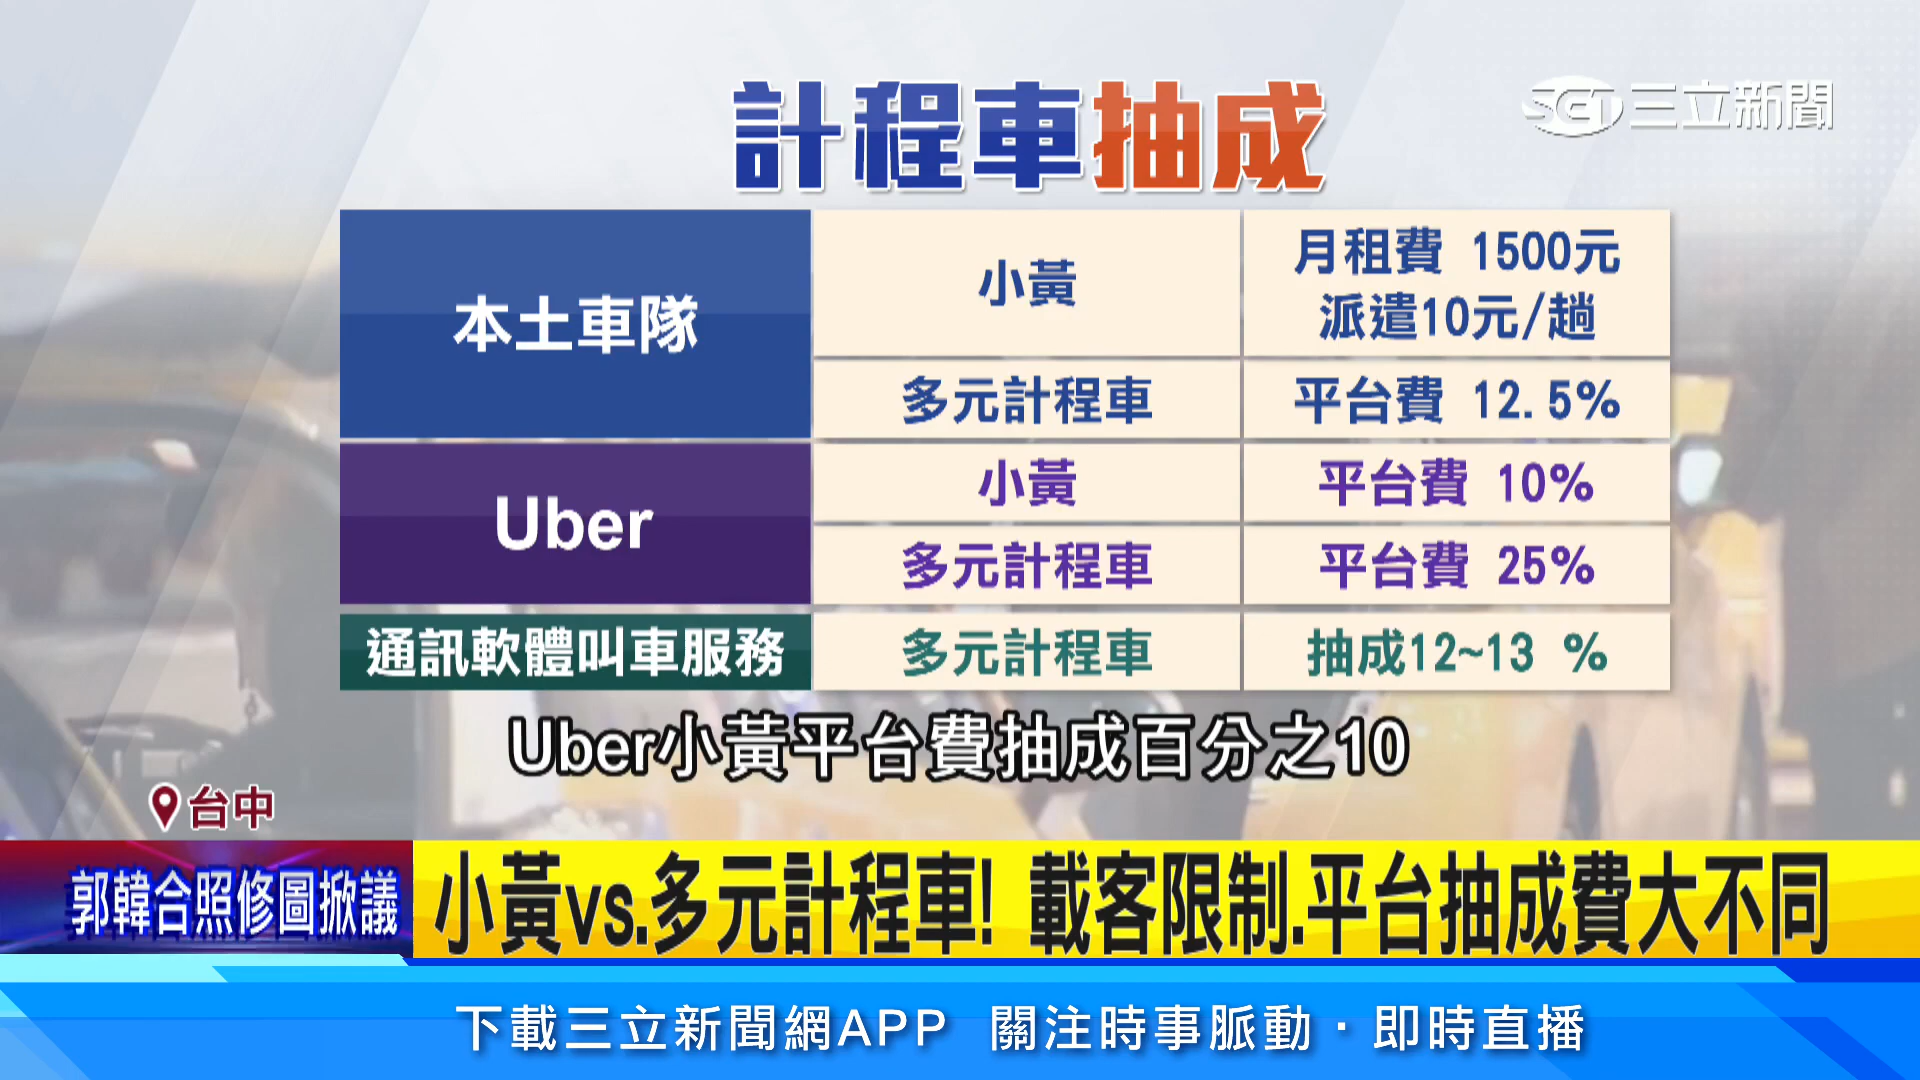 計程車抽成
SET三立新聞
本土車隊
小黃
月租費 1500元
派遣10元/趟
多元計程車
平台費 12.5%
Uber
小黃
平台費 10%
多元計程車
平台費 25%
通訊軟體叫車服務
多元計程車
抽成12~13 %
Uber小黃平台費抽成百分之10
台中
郭韓合照修圖掀議
小黃vs.多元計程車! 載客限制.平台抽成費大不同
下載三立新聞網APP 關注時事脈動·即時直播